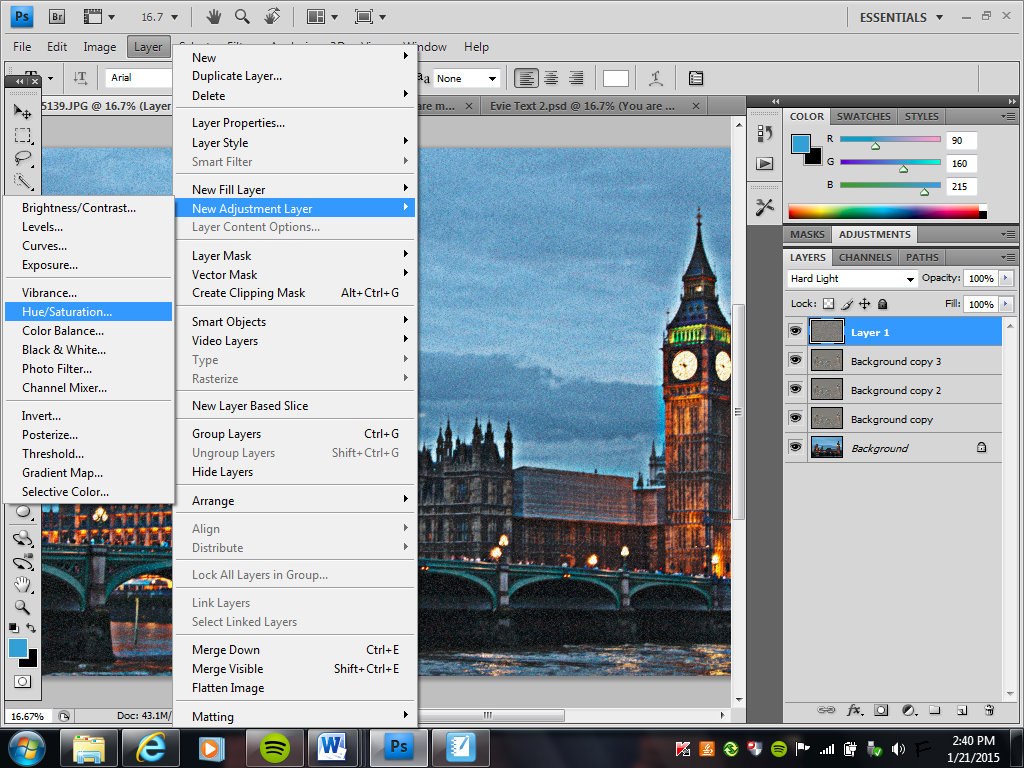 Ps Br 16.7 ESSENTIALS
File Edit Image Layer Window Help
T Arial aa None
5139.JPG @ 16.7% (Layer are m... × Evie Text 2.psd @ 16.7% (You are ... ×
New
Duplicate Layer...
Delete
Layer Properties...
Layer Style
Smart Filter
New Fill Layer
New Adjustment Layer
Layer Content Options...
Layer Mask
Vector Mask
Create Clipping Mask Alt+Ctrl+G
Smart Objects
Video Layers
Type
Rasterize
New Layer Based Slice
Group Layers Ctrl+G
Ungroup Layers Shift+Ctrl+G
Hide Layers
Arrange
Align
Distribute
Lock All Layers in Group...
Link Layers
Select Linked Layers
Merge Down Ctrl+E
Merge Visible Shift+Ctrl+E
Flatten Image
Matting
Brightness/Contrast...
Levels...
Curves...
Exposure...
Vibrance...
Hue/Saturation...
Color Balance...
Black & White...
Photo Filter...
Channel Mixer...
Invert...
Posterize...
Threshold...
Gradient Map...
Selective Color...
COLOR SWATCHES STYLES
R 90
G 160
B 215
MASKS ADJUSTMENTS
LAYERS CHANNELS PATHS
Hard Light Opacity: 100%
Lock: Fill: 100%
Layer 1
Background copy 3
Background copy 2
Background copy
Background
fx
16.67% Doc: 43.1M/
W Ps
2:40 PM
1/21/2015